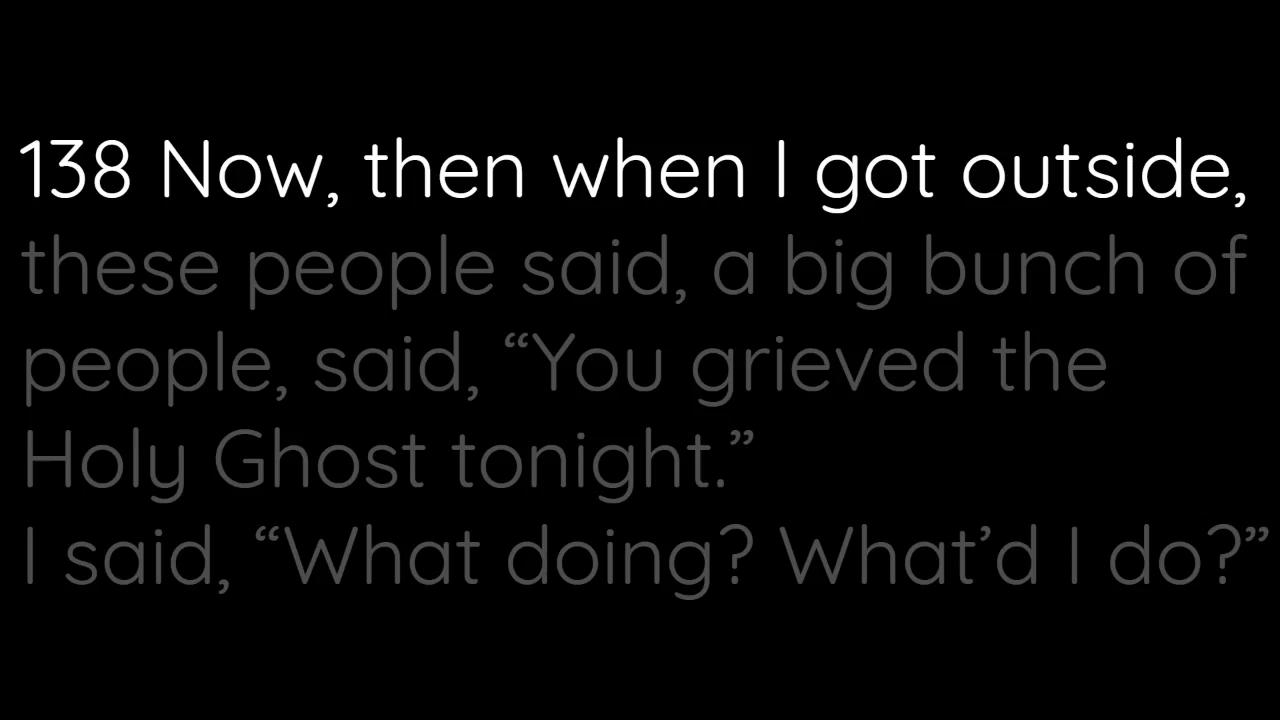 138 Now, then when I got outside,
these people said, a big bunch of
people, said, “You grieved the
Holy Ghost tonight.”
I said, “What doing? What’d I do?”